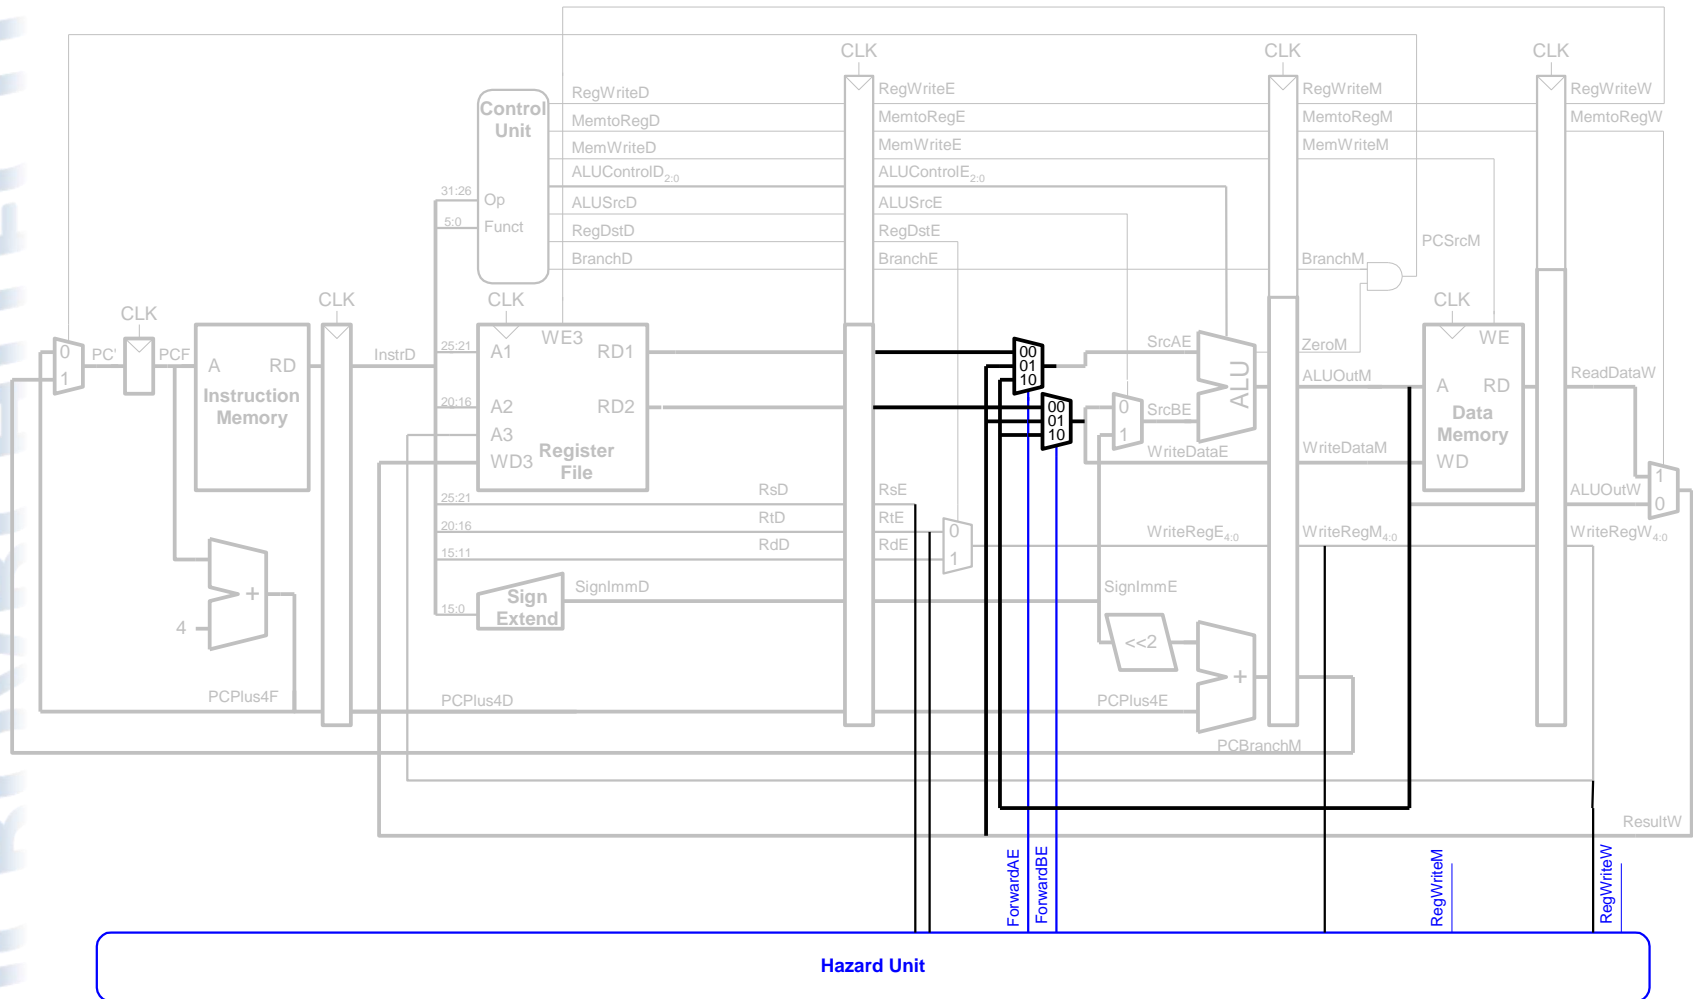 CLK
CLK
CLK
RegWriteD
RegWriteE
RegWriteM
RegWriteW
Control
Unit
MemtoRegD
MemtoRegE
MemtoRegM
MemtoRegW
MemWriteD
MemWriteE
MemWriteM
ALUControlD2:0
ALUControlE2:0
31:26
Op
ALUSrcD
ALUSrcE
5:0
Funct
RegDstD
RegDstE
PCSrcM
BranchD
BranchE
BranchM
CLK
CLK
CLK
CLK
WE3
WE
0
1
PC'
PCF
A
RD
Instruction
Memory
InstrD
25:21
A1
RD1
20:16
A2
RD2
A3
WD3
Register
File
00
01
10
00
01
10
SrcAE
0
1
SrcBE
ALU
ZeroM
ALUOutM
A
RD
Data
Memory
WD
ReadDataW
WriteDataE
WriteDataM
1
0
ALUOutW
25:21
RsD
RsE
20:16
RtD
RtE
15:11
RdD
RdE
0
1
WriteRegE4:0
WriteRegM4:0
WriteRegW4:0
+
4
15:0
Sign
Extend
SignImmD
SignImmE
<<2
+
PCPlus4F
PCPlus4D
PCPlus4E
PCBranchM
ResultW
ForwardAE
ForwardBE
RegWriteM
RegWriteW
Hazard Unit